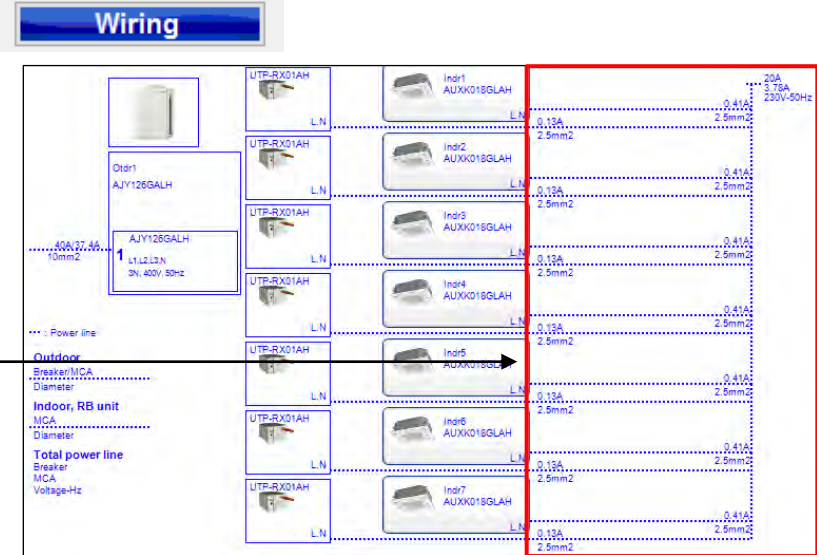 Wiring
UTP-RX01AH
L.N
Indr1
AUXK018GLAH
L.N
0.41A
2.5mm2
0.13A
2.5mm2
20A
3.78A
230V-50Hz
Otdr1
AJY126GALH
AJY126GALH
1 L1,L2,L3,N
3N, 400V, 50Hz
40A/37.4A
10mm2
UTP-RX01AH
L.N
Indr2
AUXK018GLAH
L.N
0.41A
2.5mm2
0.13A
2.5mm2
UTP-RX01AH
L.N
Indr3
AUXK018GLAH
L.N
0.41A
2.5mm2
0.13A
2.5mm2
UTP-RX01AH
L.N
Indr4
AUXK018GLAH
L.N
0.41A
2.5mm2
0.13A
2.5mm2
UTP-RX01AH
L.N
Indr5
AUXK018GLAH
L.N
0.41A
2.5mm2
0.13A
2.5mm2
UTP-RX01AH
L.N
Indr6
AUXK018GLAH
L.N
0.41A
2.5mm2
0.13A
2.5mm2
UTP-RX01AH
L.N
Indr7
AUXK018GLAH
L.N
0.41A
2.5mm2
0.13A
2.5mm2
: Power line
Outdoor
Breaker/MCA
Diameter
Indoor, RB unit
MCA
Diameter
Total power line
Breaker
MCA
Voltage-Hz